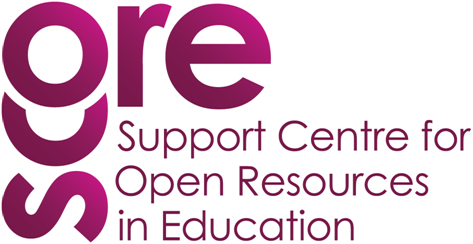 score
Support Centre for
Open Resources
in Education